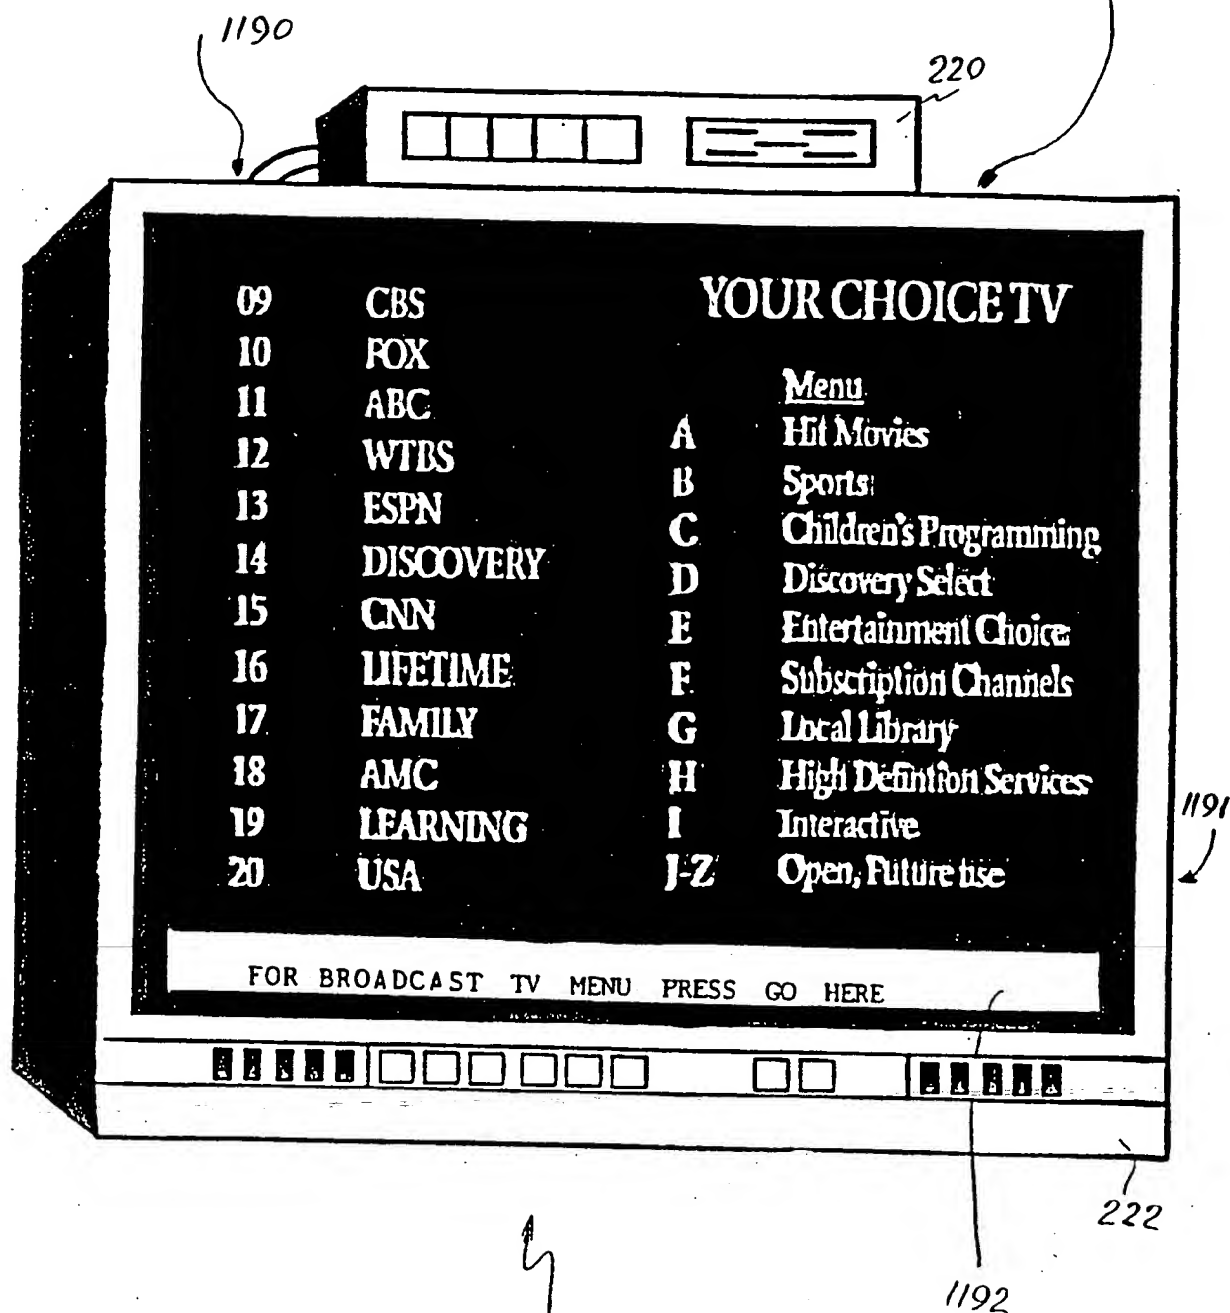 1190
220
09 CBS
10 FOX
11 ABC
12 WTBS
13 ESPN
14 DISCOVERY
15 CNN
16 LIFETIME
17 FAMILY
18 AMC
19 LEARNING
20 USA
YOUR CHOICE TV
Menu
A Hit Movies
B Sports
C Children's Programming
D Discovery Select
E Entertainment Choice
F Subscription Channels
G Local Library
H High Defintion Services
I Interactive
J-Z Open, Future use
1191
FOR BROADCAST TV MENU PRESS GO HERE
222
1192